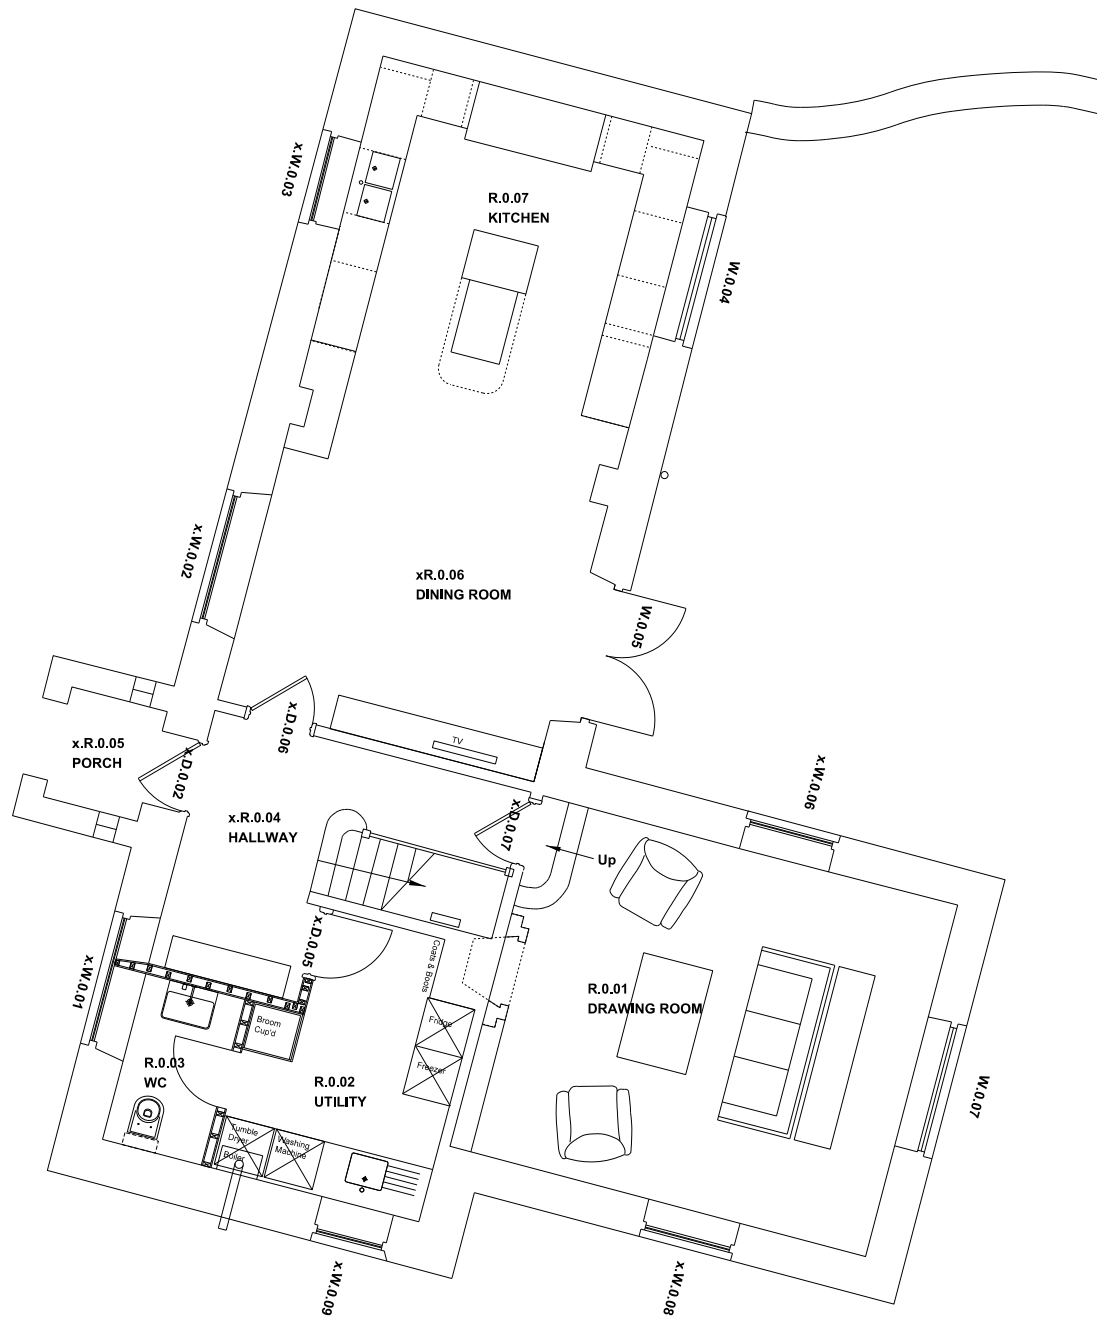 x.W.0.03
R.0.07
KITCHEN
W.0.04
x.W.0.02
xR.0.06
DINING ROOM
W.0.05
x.D.0.06
TV
x.R.0.05
PORCH
x.D.0.02
x.W.0.06
x.R.0.04
HALLWAY
x.D.0.07
Up
x.D.0.05
Coats & Boots
x.W.0.01
R.0.01
DRAWING ROOM
Broom
Cup'd
Fridge
Freezer
R.0.03
WC
R.0.02
UTILITY
W.0.07
Tumble
Dryer
Boiler
Washing
Machine
x.W.0.09
x.W.0.08